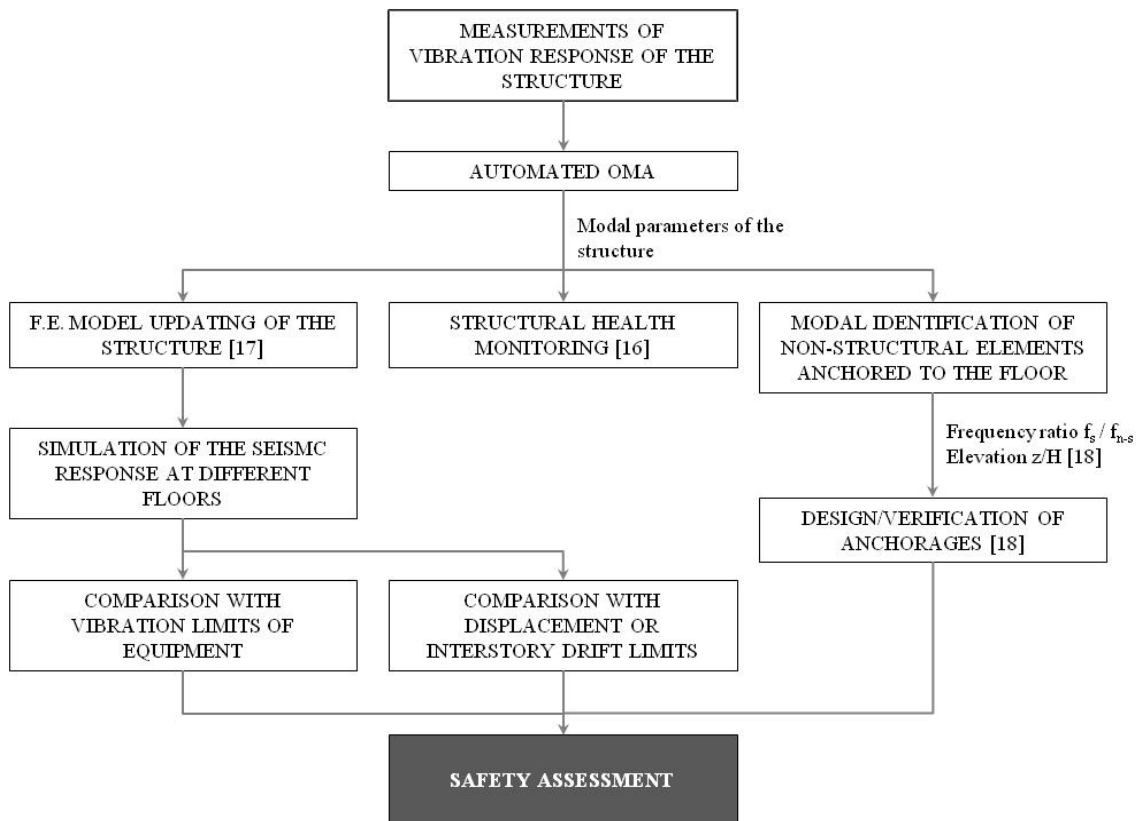 MEASUREMENTS OF
VIBRATION RESPONSE OF THE
STRUCTURE
AUTOMATED OMA
Modal parameters of the
structure
F.E. MODEL UPDATING OF THE
STRUCTURE [17]
STRUCTURAL HEALTH
MONITORING [16]
MODAL IDENTIFICATION OF
NON-STRUCTURAL ELEMENTS
ANCHORED TO THE FLOOR
SIMULATION OF THE SEISMC
RESPONSE AT DIFFERENT
FLOORS
Frequency ratio fs / fn-s
Elevation z/H [18]
DESIGN/VERIFICATION OF
ANCHORAGES [18]
COMPARISON WITH
VIBRATION LIMITS OF
EQUIPMENT
COMPARISON WITH
DISPLACEMENT OR
INTERSTORY DRIFT LIMITS
SAFETY ASSESSMENT